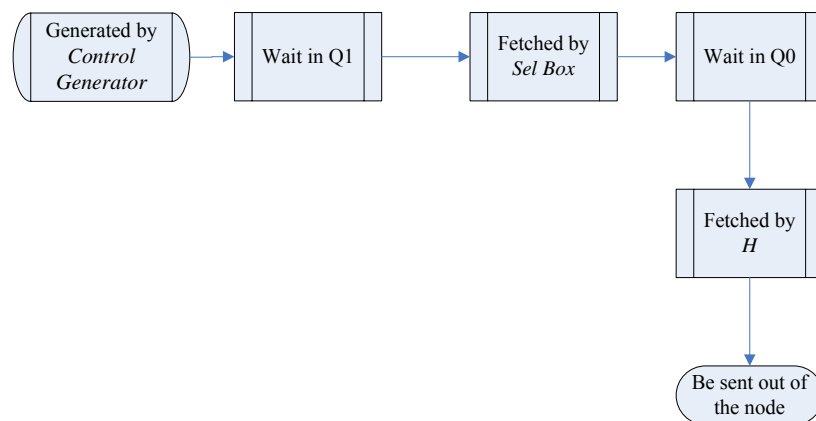 Generated by
Control
Generator
Wait in Q1
Fetched by
Sel Box
Wait in Q0
Fetched by
H
Be sent out of
the node